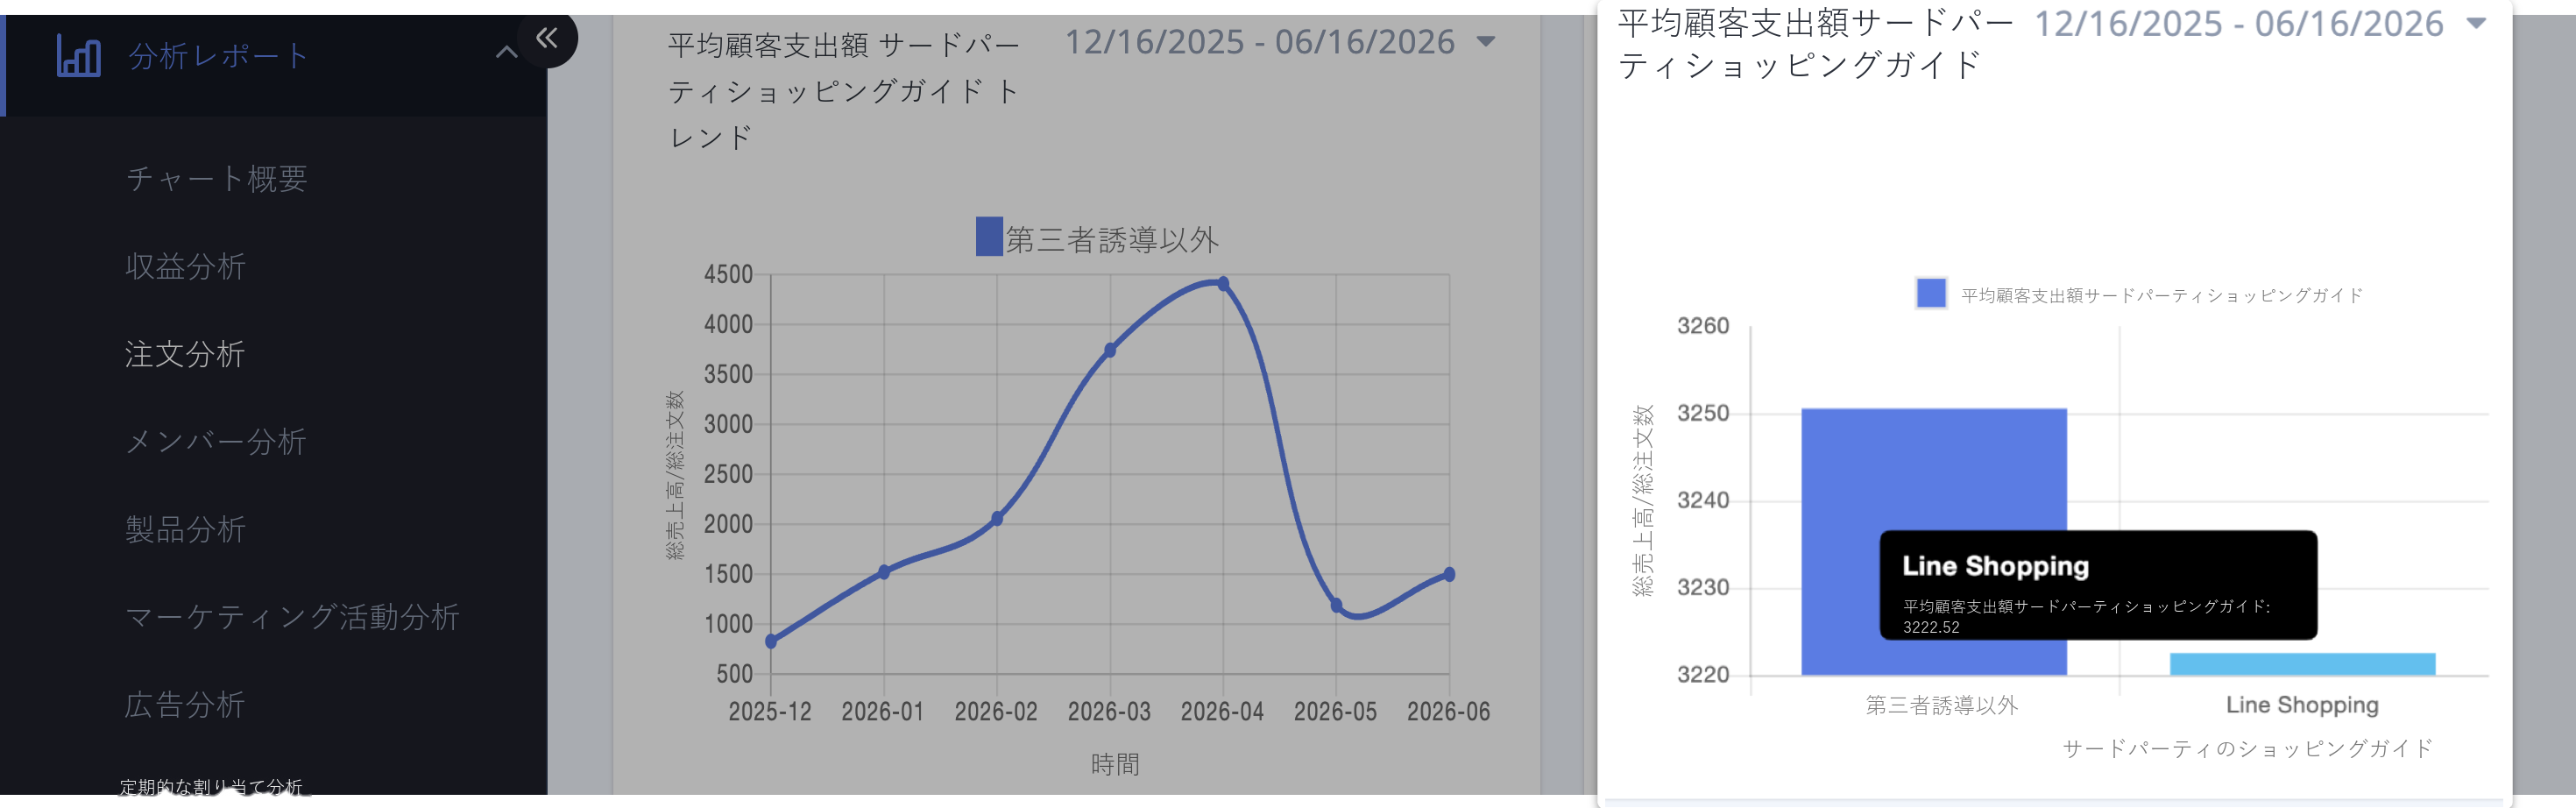 分析レポート
チャート概要
収益分析
注文分析
メンバー分析
製品分析
マーケティング活動分析
広告分析
定期的な割り当て分析
平均顧客支出額 サードパー
ティショッピングガイド ト
レンド
12/16/2025 - 06/16/2026
第三者誘導以外
総売上高/総注文数
4500
4000
3500
3000
2500
2000
1500
1000
500
2025-12 2026-01 2026-02 2026-03 2026-04 2026-05 2026-06
時間
平均顧客支出額サードパー
ティショッピングガイド
12/16/2025 - 06/16/2026
平均顧客支出額サードパーティショッピングガイド
総売上高/総注文数
3260
3250
3240
3230
3220
Line Shopping
平均顧客支出額サードパーティショッピングガイド:
3222.52
第三者誘導以外 Line Shopping
サードパーティのショッピングガイド